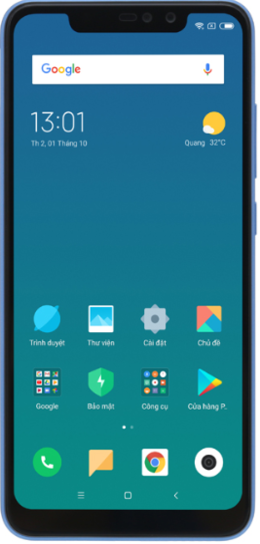 Google
13:01
Th 2, 01 Tháng 10
Quang 32°C
Trình duyệt
Thư viện
Cài đặt
Chủ đề
Google
Bảo mật
Công cụ
Cửa hàng P..